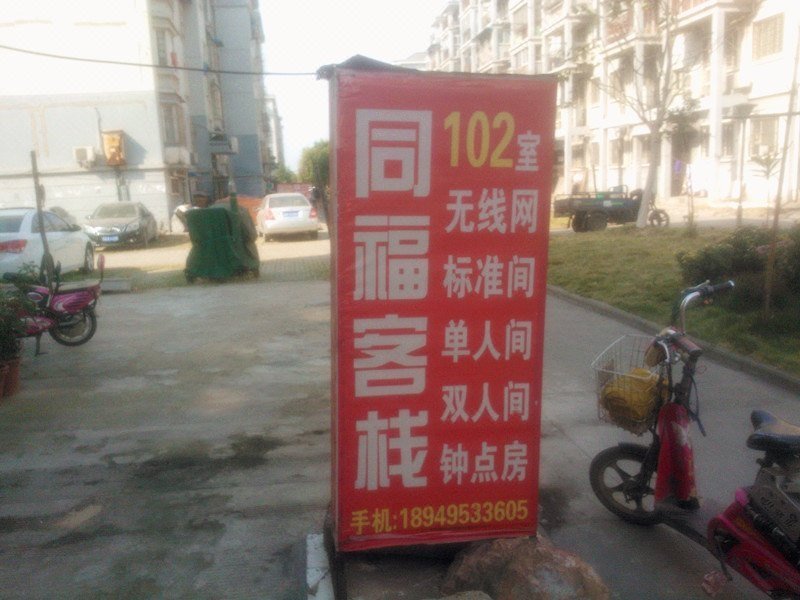 同福客栈
102室
无线网
标准间
单人间
双人间
钟点房
手机:18949533605